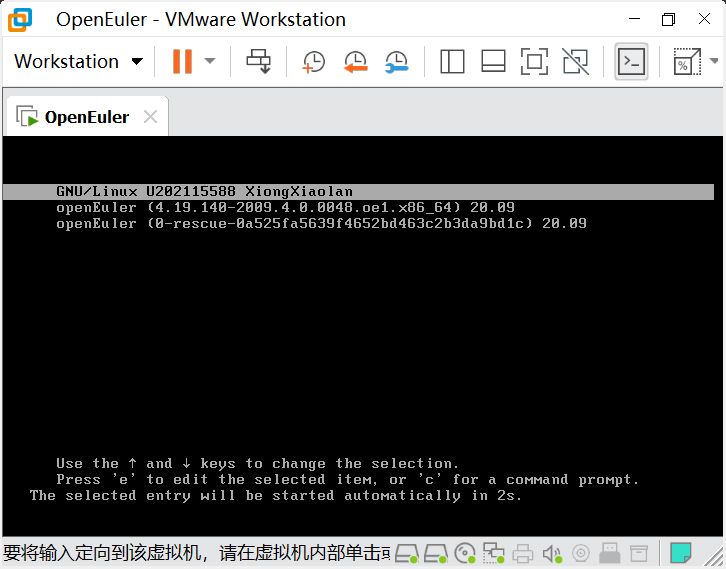 OpenEuler - VMware Workstation
Workstation
OpenEuler
GNU/Linux U202115588 XiongXiaolan
openEuler (4.19.140-2009.4.0.0048.oe1.x86_64) 20.09
openEuler (0-rescue-0a525fa5639f4652bd463c2b3da9bd1c) 20.09
Use the ↑ and ↓ keys to change the selection.
Press 'e' to edit the selected item, or 'c' for a command prompt.
The selected entry will be started automatically in 2s.
要将输入定向到该虚拟机，请在虚拟机内部单击或